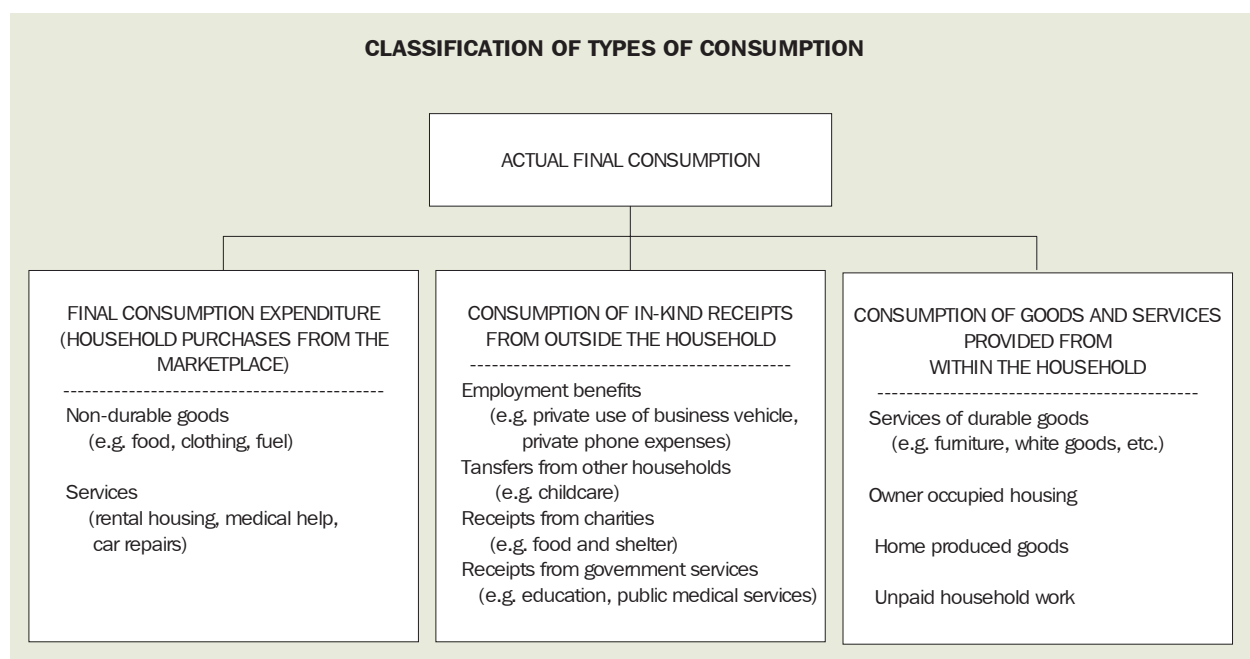 CLASSIFICATION OF TYPES OF CONSUMPTION
ACTUAL FINAL CONSUMPTION
FINAL CONSUMPTION EXPENDITURE
(HOUSEHOLD PURCHASES FROM THE
MARKETPLACE)
--------------------------------------------
Non-durable goods
(e.g. food, clothing, fuel)
Services
(rental housing, medical help,
car repairs)
CONSUMPTION OF IN-KIND RECEIPTS
FROM OUTSIDE THE HOUSEHOLD
--------------------------------------------
Employment benefits
(e.g. private use of business vehicle,
private phone expenses)
Tansfers from other households
(e.g. childcare)
Receipts from charities
(e.g. food and shelter)
Receipts from government services
(e.g. education, public medical services)
CONSUMPTION OF GOODS AND SERVICES
PROVIDED FROM
WITHIN THE HOUSEHOLD
--------------------------------------------
Services of durable goods
(e.g. furniture, white goods, etc.)
Owner occupied housing
Home produced goods
Unpaid household work